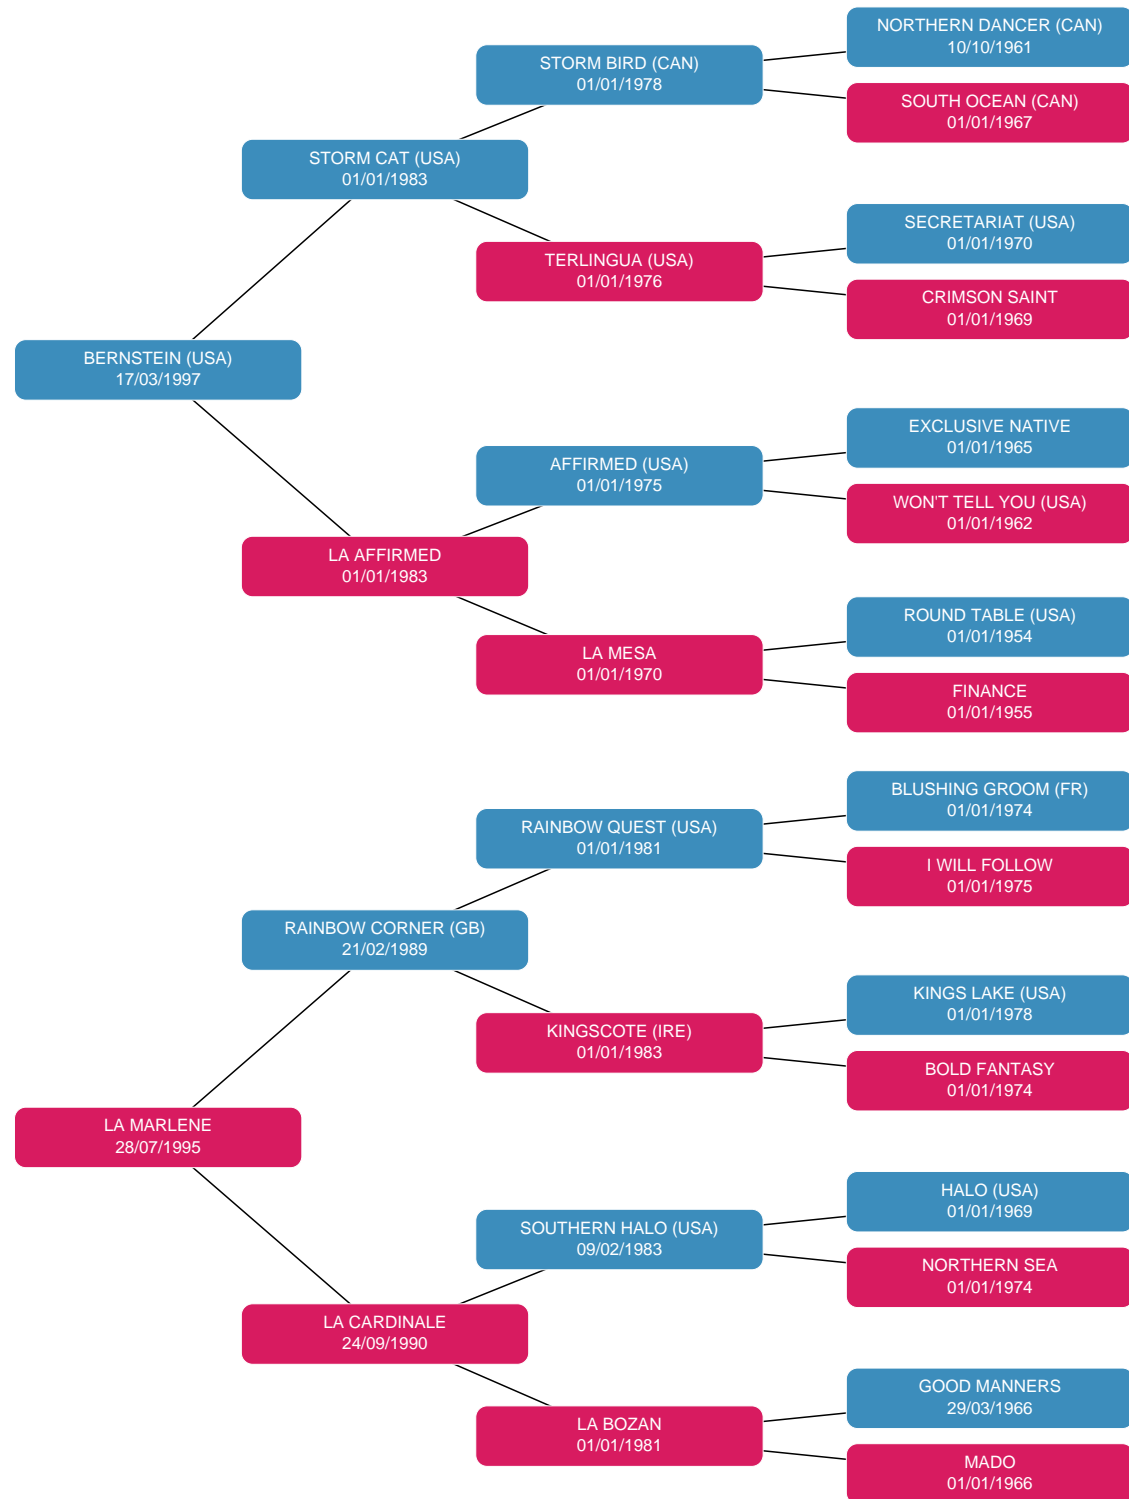 NORTHERN DANCER (CAN)
10/10/1961
STORM BIRD (CAN)
01/01/1978
SOUTH OCEAN (CAN)
01/01/1967
STORM CAT (USA)
01/01/1983
SECRETARIAT (USA)
01/01/1970
TERLINGUA (USA)
01/01/1976
CRIMSON SAINT
01/01/1969
BERNSTEIN (USA)
17/03/1997
EXCLUSIVE NATIVE
01/01/1965
AFFIRMED (USA)
01/01/1975
WON'T TELL YOU (USA)
01/01/1962
LA AFFIRMED
01/01/1983
ROUND TABLE (USA)
01/01/1954
LA MESA
01/01/1970
FINANCE
01/01/1955
BLUSHING GROOM (FR)
01/01/1974
RAINBOW QUEST (USA)
01/01/1981
I WILL FOLLOW
01/01/1975
RAINBOW CORNER (GB)
21/02/1989
KINGS LAKE (USA)
01/01/1978
KINGSCOTE (IRE)
01/01/1983
BOLD FANTASY
01/01/1974
LA MARLENE
28/07/1995
HALO (USA)
01/01/1969
SOUTHERN HALO (USA)
09/02/1983
NORTHERN SEA
01/01/1974
LA CARDINALE
24/09/1990
GOOD MANNERS
29/03/1966
LA BOZAN
01/01/1981
MADO
01/01/1966